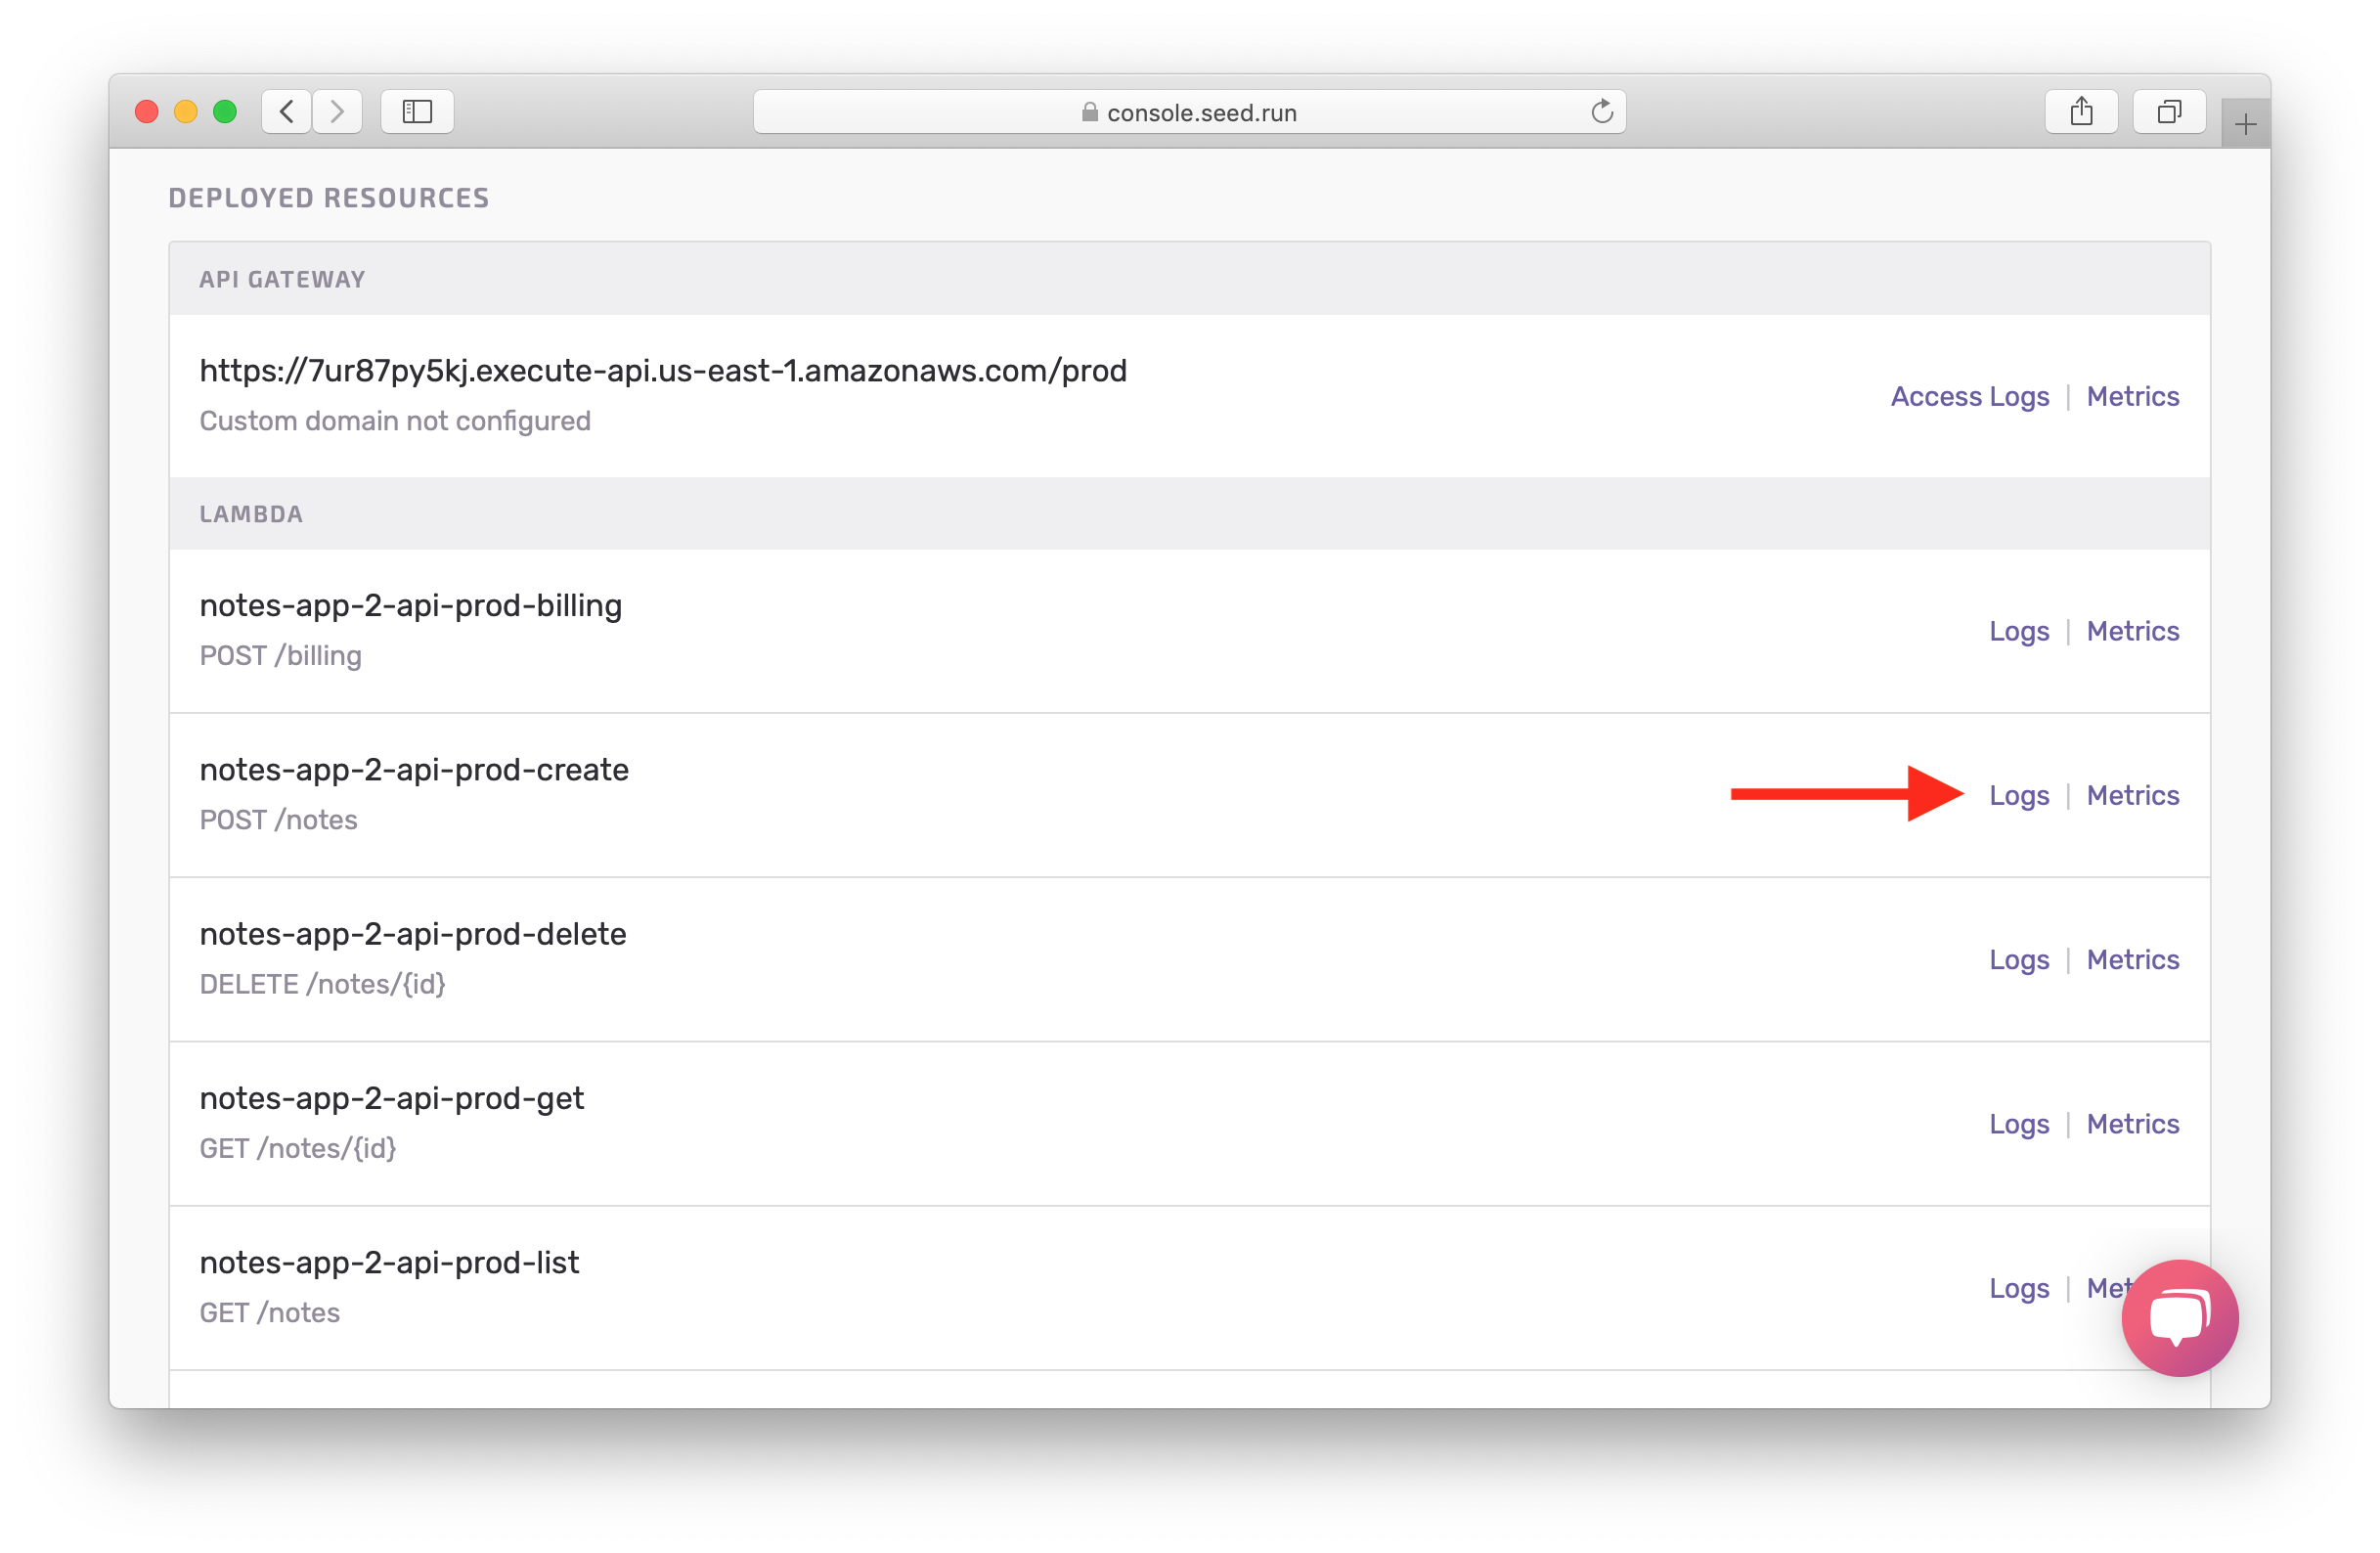 console.seed.run
DEPLOYED RESOURCES
API GATEWAY
https://7ur87py5kj.execute-api.us-east-1.amazonaws.com/prod
Custom domain not configured
Access Logs | Metrics
LAMBDA
notes-app-2-api-prod-billing
POST /billing
Logs | Metrics
notes-app-2-api-prod-create
POST /notes
Logs | Metrics
notes-app-2-api-prod-delete
DELETE /notes/{id}
Logs | Metrics
notes-app-2-api-prod-get
GET /notes/{id}
Logs | Metrics
notes-app-2-api-prod-list
GET /notes
Logs |